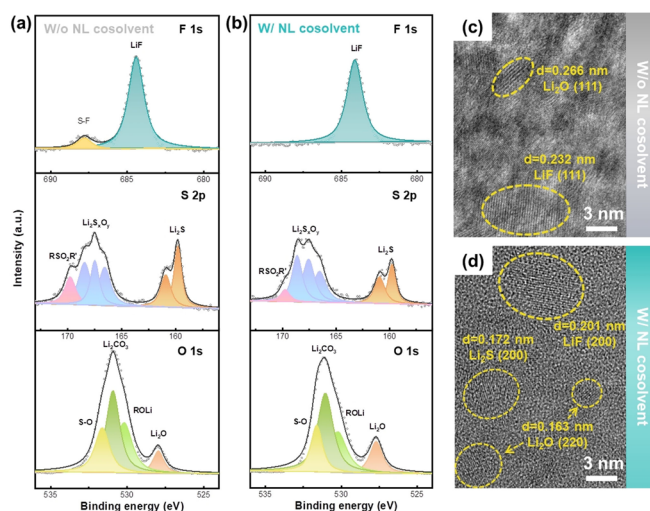 (a)
W/o NL cosolvent
F 1s
LiF
S-F
690
685
680
S 2p
Li₂SₓOᵧ
Li₂S
RSO₂R'
170
165
160
O 1s
Li₂CO₃
ROLi
S-O
Li₂O
535
530
525
Binding energy (eV)
Intensity (a.u.)
(b)
W/ NL cosolvent
F 1s
LiF
690
685
680
S 2p
Li₂SₓOᵧ
Li₂S
RSO₂R'
170
165
160
O 1s
Li₂CO₃
ROLi
S-O
Li₂O
535
530
525
Binding energy (eV)
(c)
d=0.266 nm
Li₂O (111)
d=0.232 nm
LiF (111)
3 nm
W/o NL cosolvent
(d)
d=0.201 nm
LiF (200)
d=0.172 nm
Li₂S (200)
d=0.163 nm
Li₂O (220)
3 nm
W/ NL cosolvent